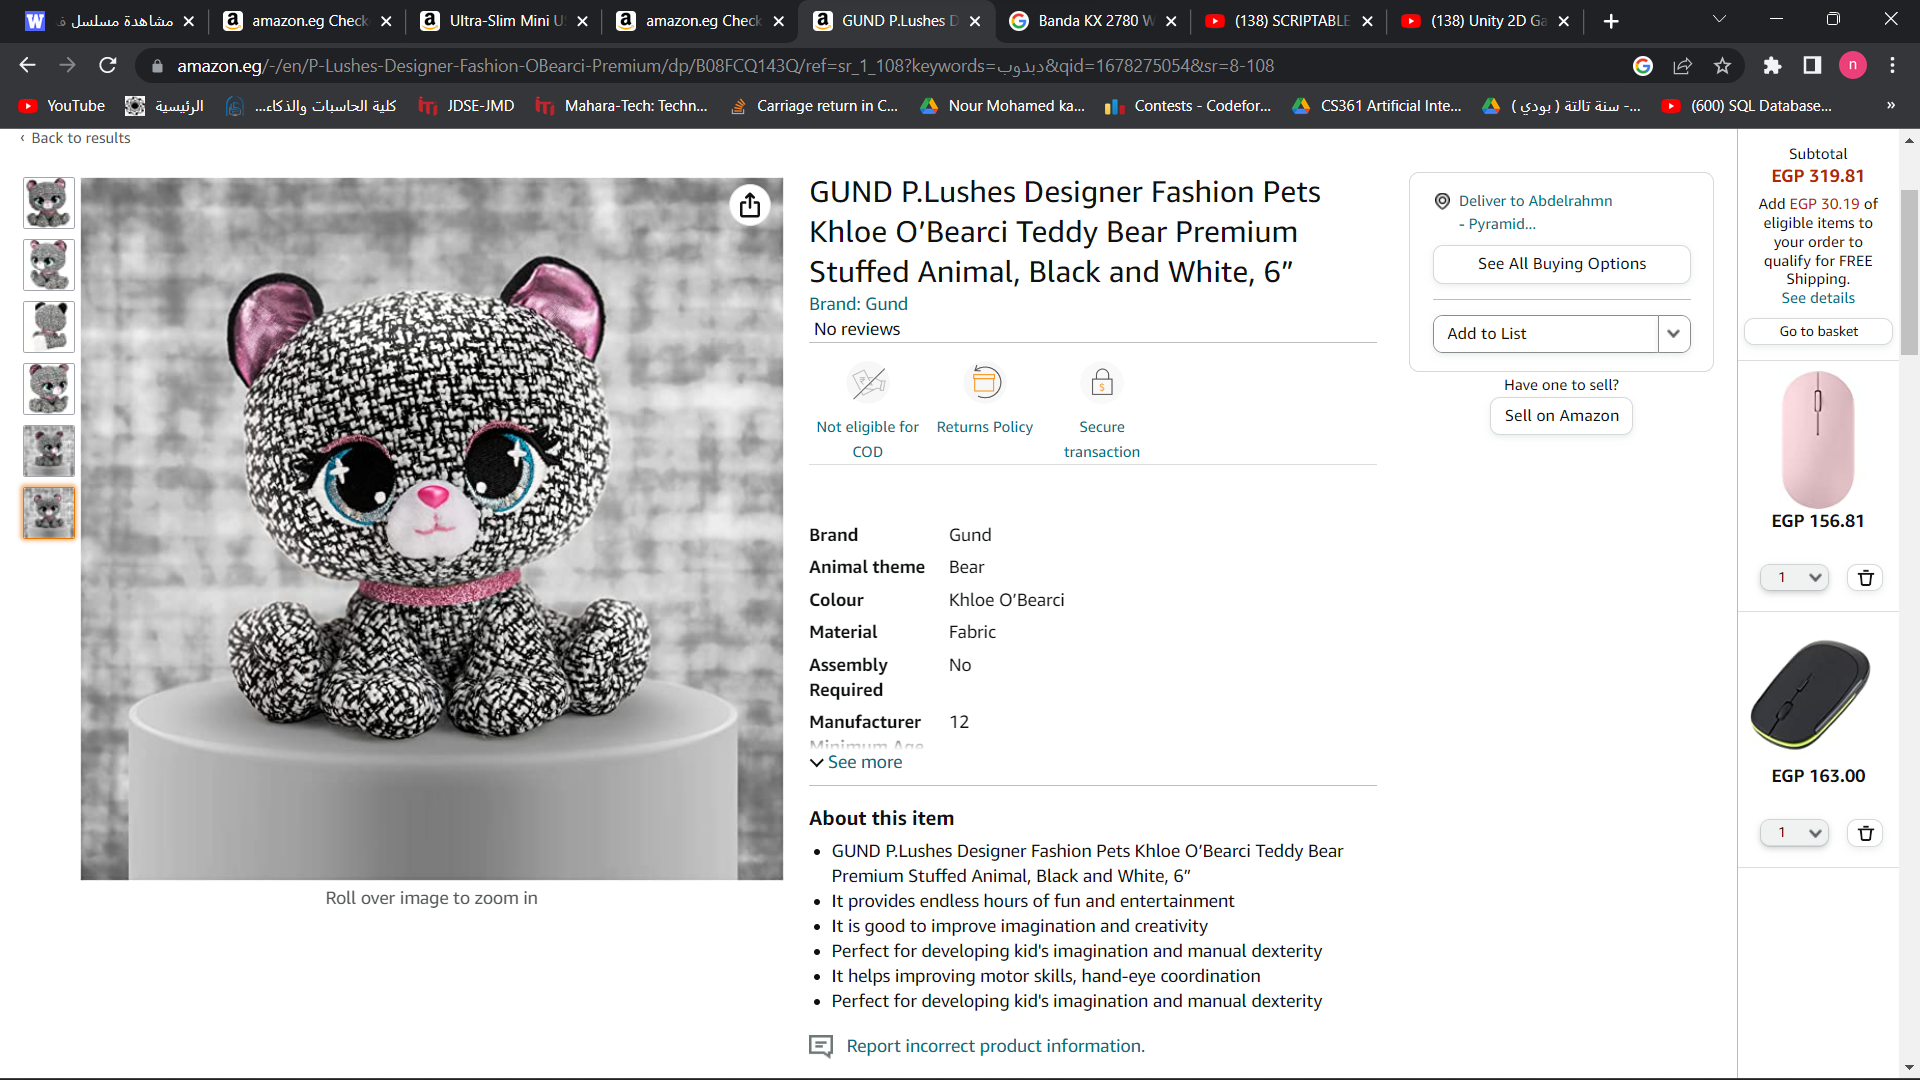 مشاهدة مسلسل
amazon.eg Check
Ultra-Slim Mini U
amazon.eg Check
GUND P.Lushes D
Banda KX 2780 W
(138) SCRIPTABLE
(138) Unity 2D Ga
amazon.eg/-/en/P-Lushes-Designer-Fashion-OBearci-Premium/dp/B08FCQ143Q/ref=sr_1_108?keywords=دبدوب&qid=1678275054&sr=8-108
n
YouTube
الرئيسية
كلية الحاسبات والذكاء...
JDSE-JMD
Mahara-Tech: Techn...
Carriage return in C...
Nour Mohamed ka...
Contests - Codefor...
CS361 Artificial Inte...
سنة تالتة ( بودي ) -...
(600) SQL Database...
»
‹ Back to results
GUND P.Lushes Designer Fashion Pets
Khloe O’Bearci Teddy Bear Premium
Stuffed Animal, Black and White, 6”
Brand: Gund
No reviews
Not eligible for
COD
Returns Policy
Secure
transaction
Brand Gund
Animal theme Bear
Colour Khloe O’Bearci
Material Fabric
Assembly No
Required
Manufacturer 12
Minimum Age
See more
About this item
• GUND P.Lushes Designer Fashion Pets Khloe O’Bearci Teddy Bear
Premium Stuffed Animal, Black and White, 6”
• It provides endless hours of fun and entertainment
• It is good to improve imagination and creativity
• Perfect for developing kid's imagination and manual dexterity
• It helps improving motor skills, hand-eye coordination
• Perfect for developing kid's imagination and manual dexterity
Report incorrect product information.
Roll over image to zoom in
Deliver to Abdelrahmn
- Pyramid...
See All Buying Options
Add to List
Have one to sell?
Sell on Amazon
Subtotal
EGP 319.81
Add EGP 30.19 of
eligible items to
your order to
qualify for FREE
Shipping.
See details
Go to basket
EGP 156.81
1
EGP 163.00
1